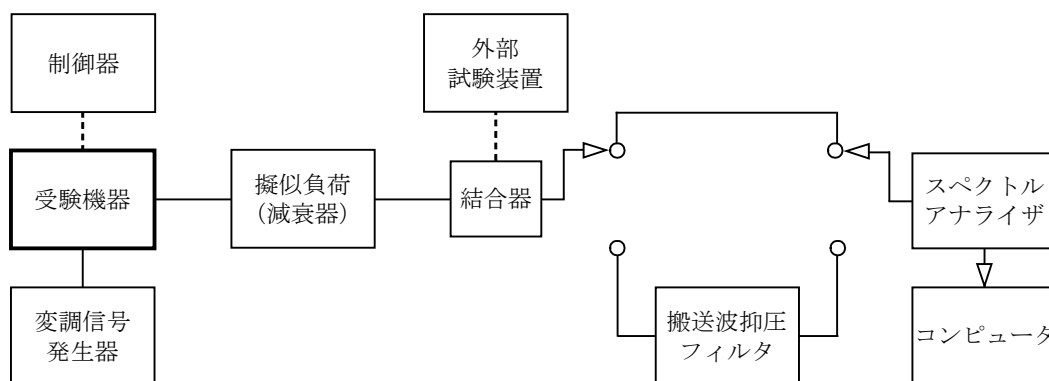 制御器
外部
試験装置
受験機器
擬似負荷
（減衰器）
結合器
スペクトル
アナライザ
変調信号
発生器
搬送波抑圧
フィルタ
コンピュータ